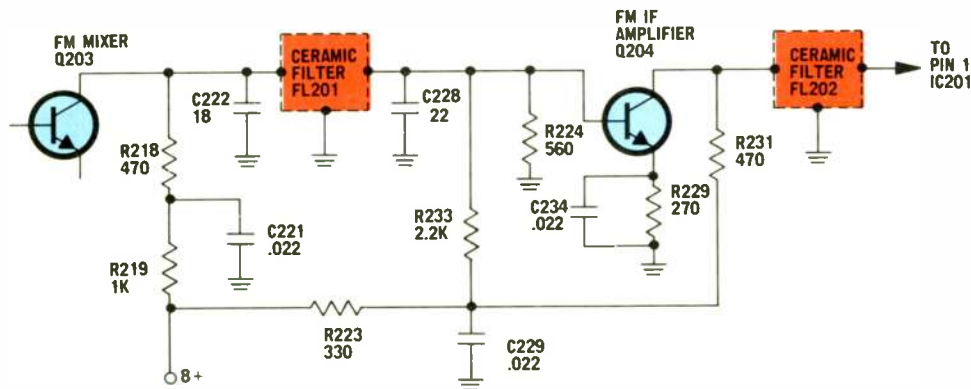 FM MIXER
Q203
CERAMIC
FILTER
FL201
FM IF
AMPLIFIER
Q204
CERAMIC
FILTER
FL202
TO
PIN 1
IC201
C222
18
C228
22
R218
470
R224
560
R231
470
C221
.022
R233
2.2K
C234
.022
R229
270
R219
1K
R223
330
C229
.022
8+